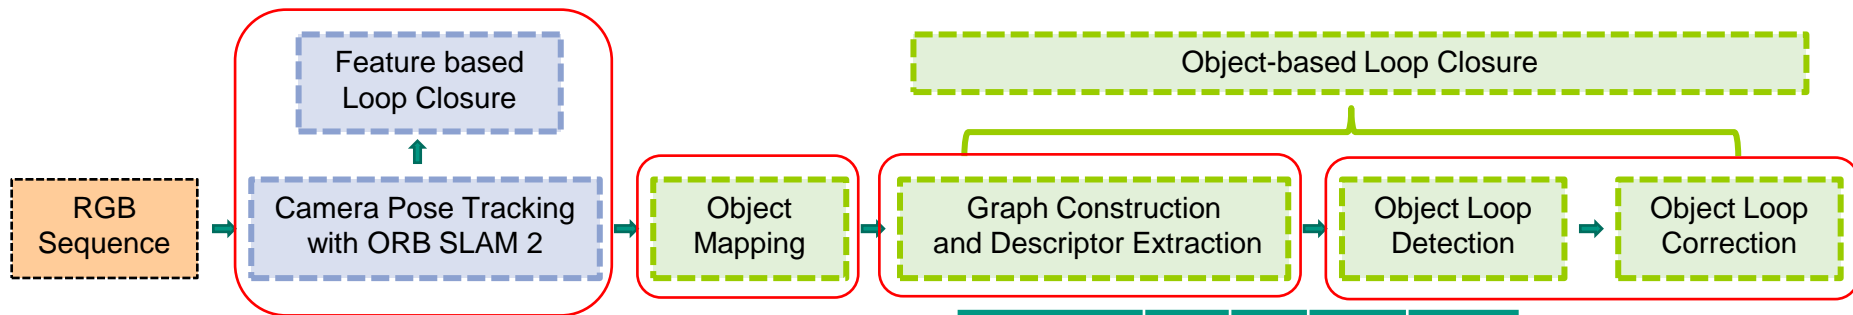 Feature based
Loop Closure
Object-based Loop Closure
RGB
Sequence
Camera Pose Tracking
with ORB SLAM 2
Object
Mapping
Graph Construction
and Descriptor Extraction
Object Loop
Detection
Object Loop
Correction